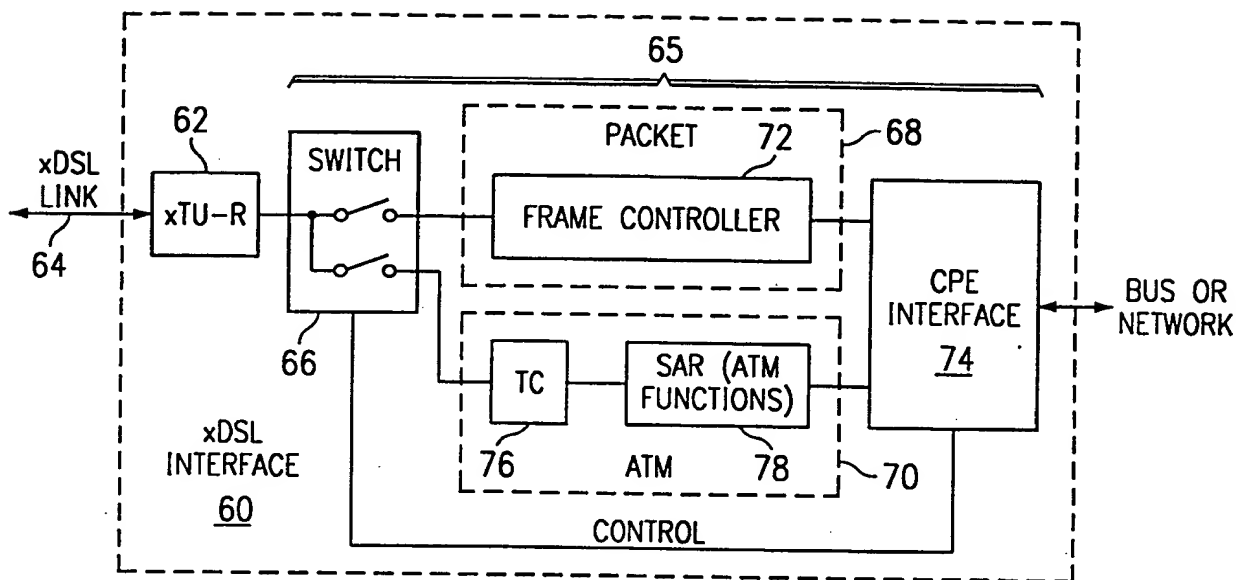 65
62
PACKET
72
68
xDSL
LINK
SWITCH
xTU-R
FRAME CONTROLLER
64
CPE
INTERFACE
74
BUS OR
NETWORK
66
TC
SAR (ATM
FUNCTIONS)
xDSL
INTERFACE
60
76
ATM
78
70
CONTROL